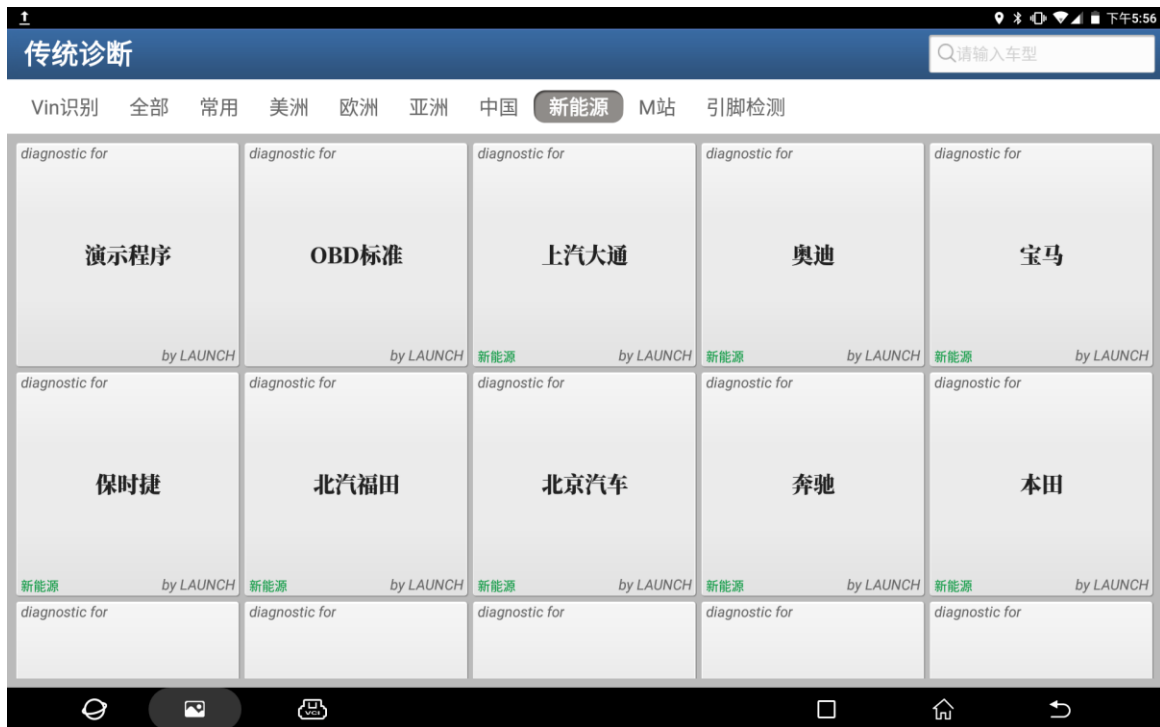 下午5:56
传统诊断
请输入车型
Vin识别 全部 常用 美洲 欧洲 亚洲 中国 新能源 M站 引脚检测
diagnostic for diagnostic for diagnostic for diagnostic for diagnostic for
演示程序 OBD标准 上汽大通 奥迪 宝马
by LAUNCH by LAUNCH 新能源 by LAUNCH 新能源 by LAUNCH 新能源 by LAUNCH
diagnostic for diagnostic for diagnostic for diagnostic for diagnostic for
保时捷 北汽福田 北京汽车 奔驰 本田
新能源 by LAUNCH 新能源 by LAUNCH 新能源 by LAUNCH 新能源 by LAUNCH 新能源 by LAUNCH
diagnostic for diagnostic for diagnostic for diagnostic for diagnostic for
VCI